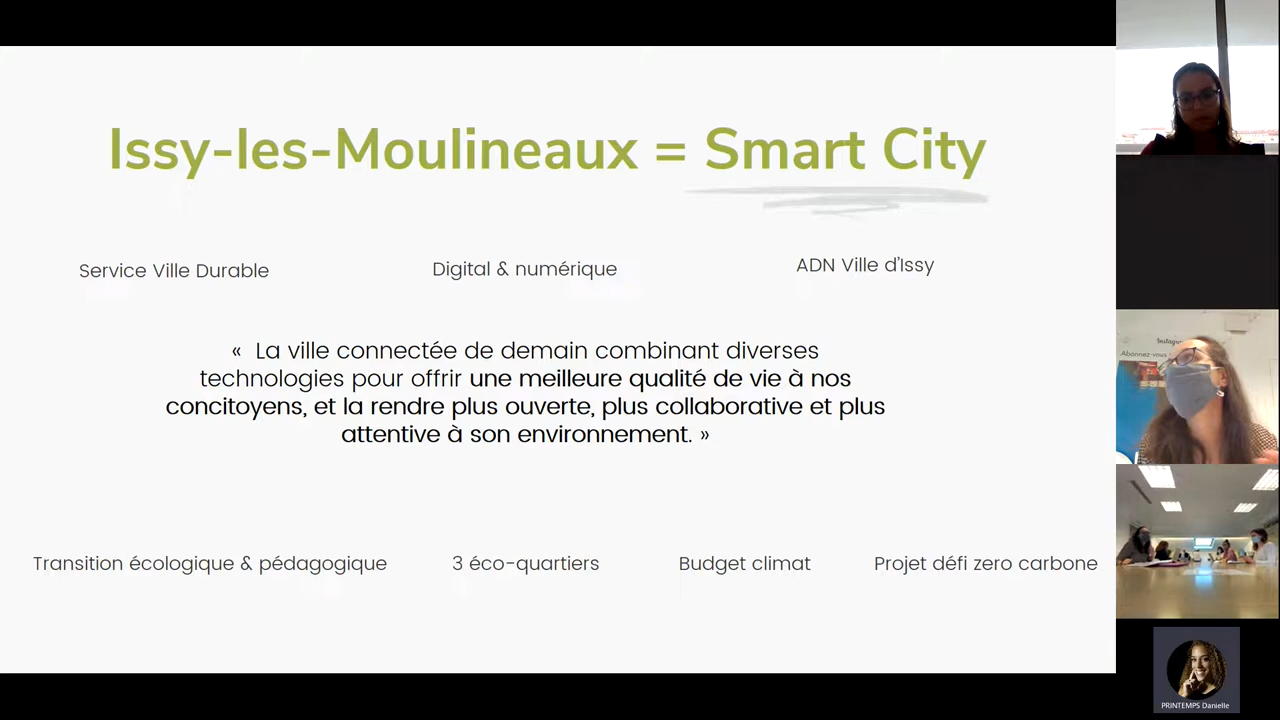 Issy-les-Moulineaux = Smart City
Service Ville Durable
Digital & numérique
ADN Ville d'Issy
«  La ville connectée de demain combinant diverses
technologies pour offrir une meilleure qualité de vie à nos
concitoyens, et la rendre plus ouverte, plus collaborative et plus
attentive à son environnement. »
Transition écologique & pédagogique
3 éco-quartiers
Budget climat
Projet défi zero carbone
Abonnez-vous
PRINTEMPS Danielle